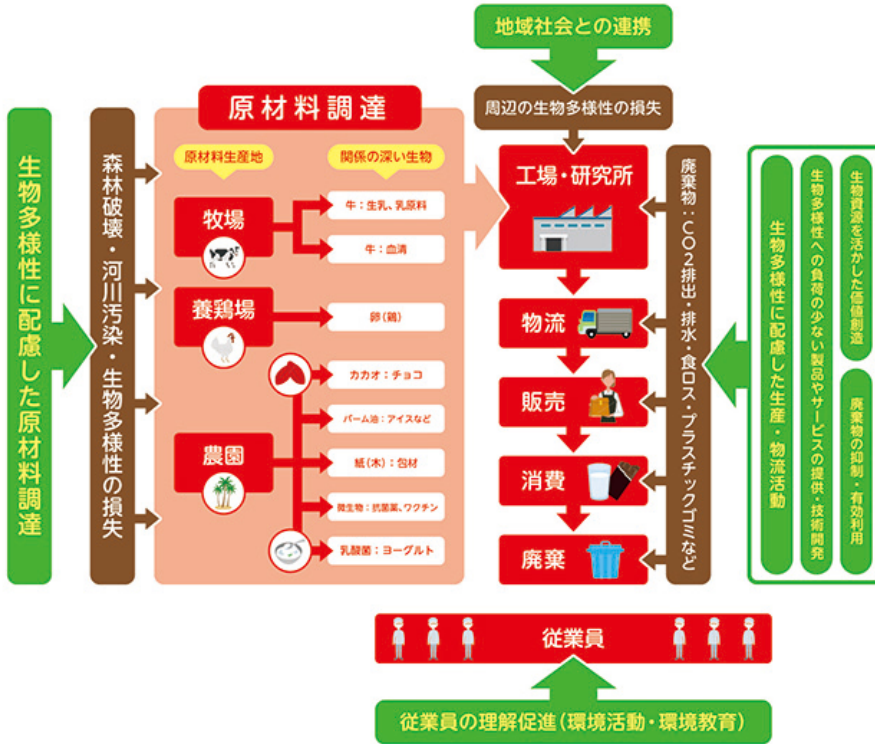 地域社会との連携
周辺の生物多様性の損失
生物多様性に配慮した原材料調達
森林破壊・河川汚染・生物多様性の損失
原材料調達
原材料生産地
関係の深い生物
牧場
牛:生乳、乳原料
牛:血清
養鶏場
卵(鶏)
農園
カカオ:チョコ
パーム油:アイスなど
紙(木):包材
微生物:抗菌薬、ワクチン
乳酸菌:ヨーグルト
工場・研究所
物流
販売
消費
廃棄
廃棄物:CO2排出・排水・食ロス・プラスチックゴミなど
生物多様性に配慮した生産・物流活動
生物多様性への負荷の少ない製品やサービスの提供・技術開発
生物資源を活かした価値創造
廃棄物の抑制・有効利用
従業員
従業員の理解促進(環境活動・環境教育)